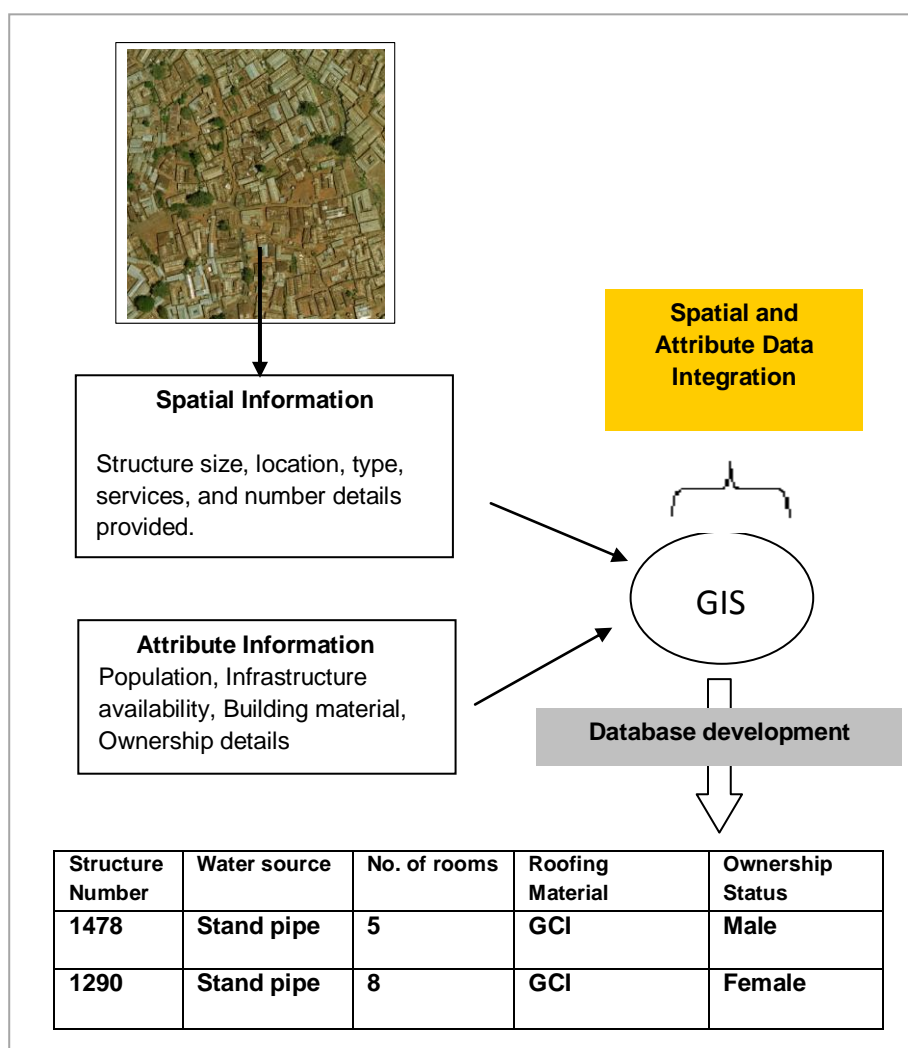 Spatial and
Attribute Data
Integration
Spatial Information
Structure size, location, type,
services, and number details
provided.
GIS
Attribute Information
Population, Infrastructure
availability, Building material,
Ownership details
Database development
Structure Number Water source No. of rooms Roofing Material Ownership Status
1478 Stand pipe 5 GCI Male
1290 Stand pipe 8 GCI Female